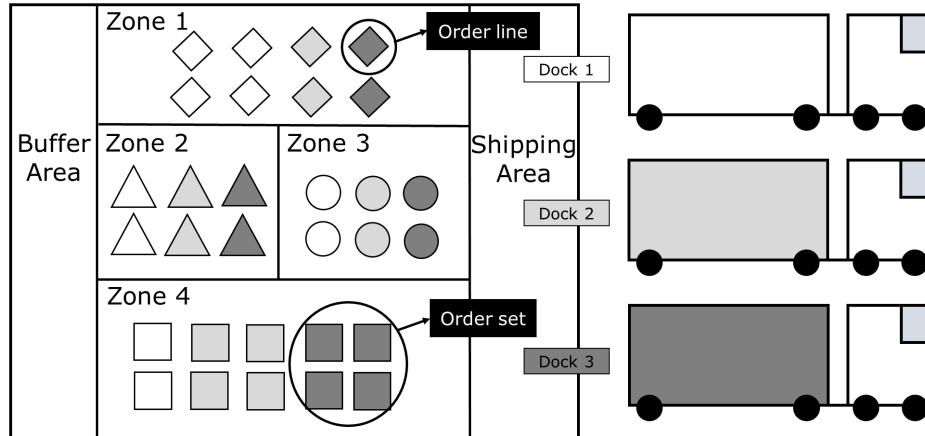 Zone 1
Order line
Dock 1
Buffer
Area
Zone 2
Zone 3
Shipping
Area
Dock 2
Zone 4
Order set
Dock 3